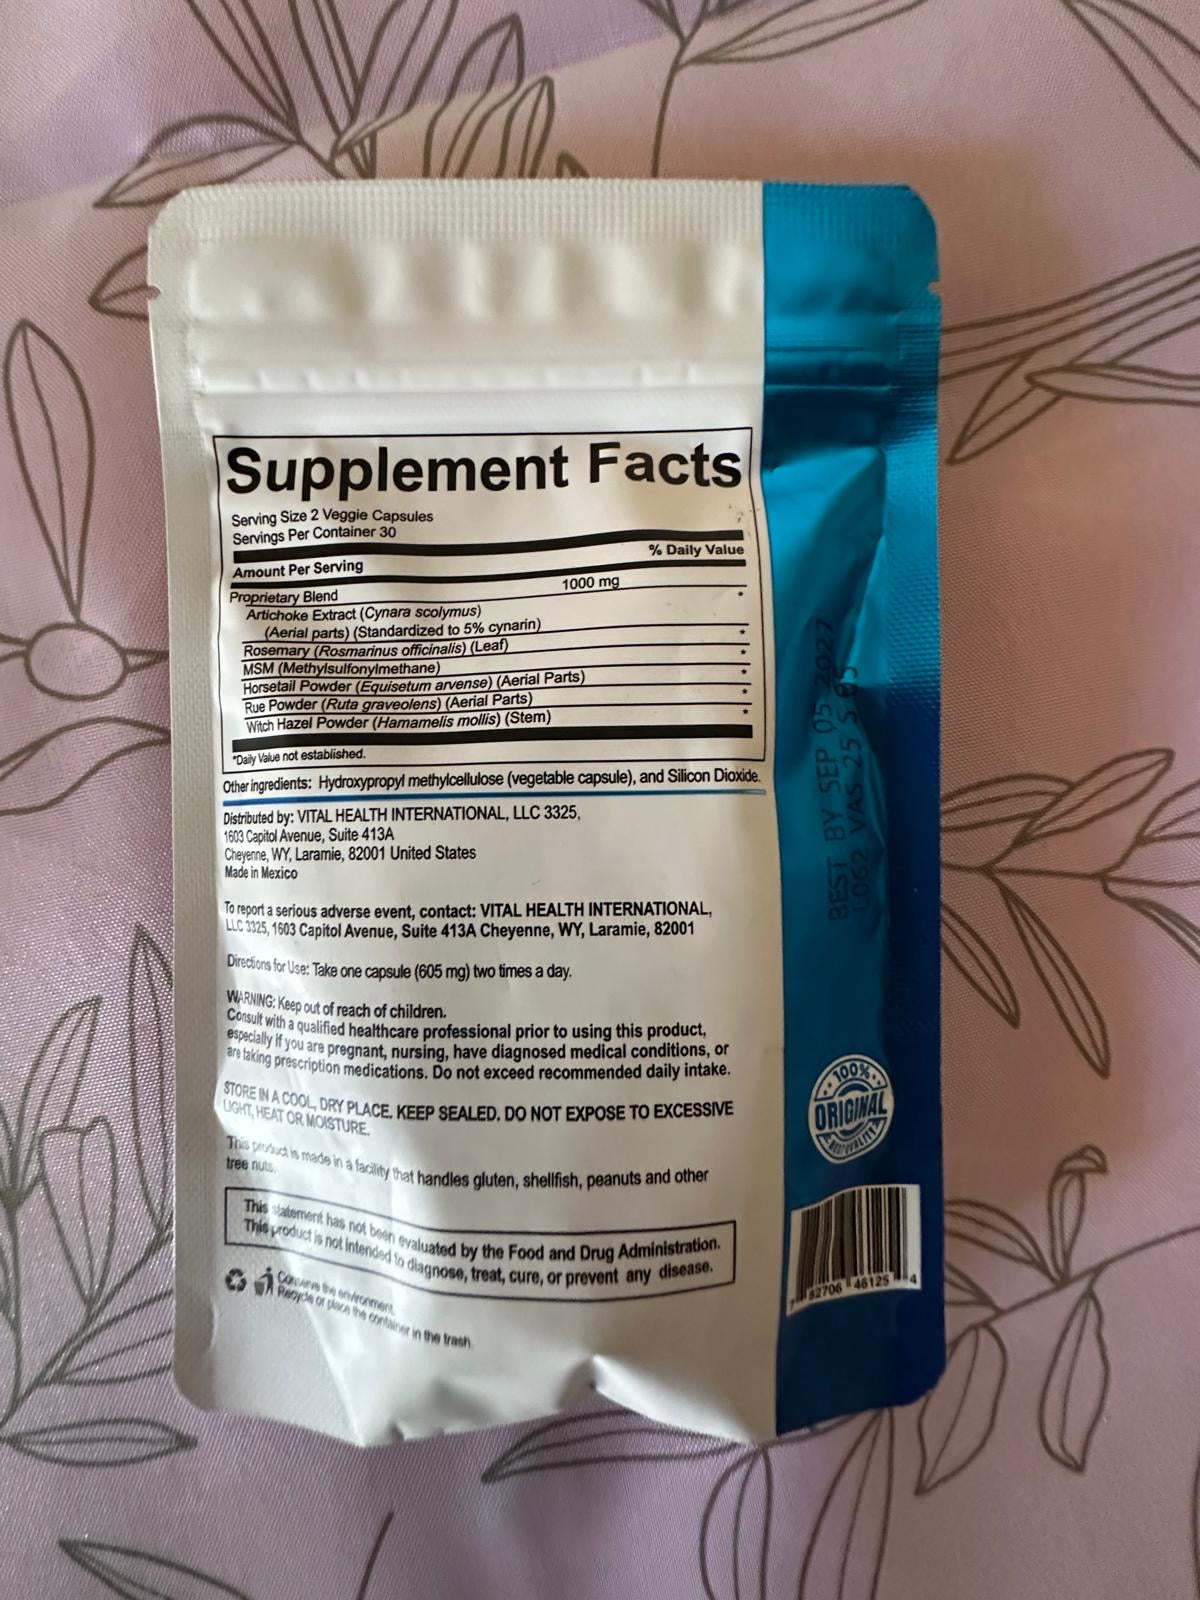 Supplement Facts
Serving Size 2 Veggie Capsules
Servings Per Container 30
% Daily Value
Amount Per Serving
Proprietary Blend 1000 mg *
Artichoke Extract (Cynara scolymus)
(Aerial parts) (Standardized to 5% cynarin) *
Rosemary (Rosmarinus officinalis) (Leaf) *
MSM (Methylsulfonylmethane) *
Horsetail Powder (Equisetum arvense) (Aerial Parts) *
Rue Powder (Ruta graveolens) (Aerial Parts) *
Witch Hazel Powder (Hamamelis mollis) (Stem)
*Daily Value not established.
Other ingredients: Hydroxypropyl methylcellulose (vegetable capsule), and Silicon Dioxide.
Distributed by: VITAL HEALTH INTERNATIONAL, LLC 3325,
1603 Capitol Avenue, Suite 413A
Cheyenne, WY, Laramie, 82001 United States
Made in Mexico
To report a serious adverse event, contact: VITAL HEALTH INTERNATIONAL,
LLC 3325, 1603 Capitol Avenue, Suite 413A Cheyenne, WY, Laramie, 82001
Directions for Use: Take one capsule (605 mg) two times a day.
WARNING: Keep out of reach of children.
Consult with a qualified healthcare professional prior to using this product,
especially if you are pregnant, nursing, have diagnosed medical conditions, or
are taking prescription medications. Do not exceed recommended daily intake.
STORE IN A COOL, DRY PLACE. KEEP SEALED. DO NOT EXPOSE TO EXCESSIVE
LIGHT, HEAT OR MOISTURE.
This product is made in a facility that handles gluten, shellfish, peanuts and other
tree nuts.
This statement has not been evaluated by the Food and Drug Administration.
This product is not intended to diagnose, treat, cure, or prevent any disease.
Conserve the environment.
Recycle or place the container in the trash.
BEST BY SEP 05 2027
L062 VAS 25 S 05
100%
ORIGINAL
BEST QUALITY
7 82706 46125 4